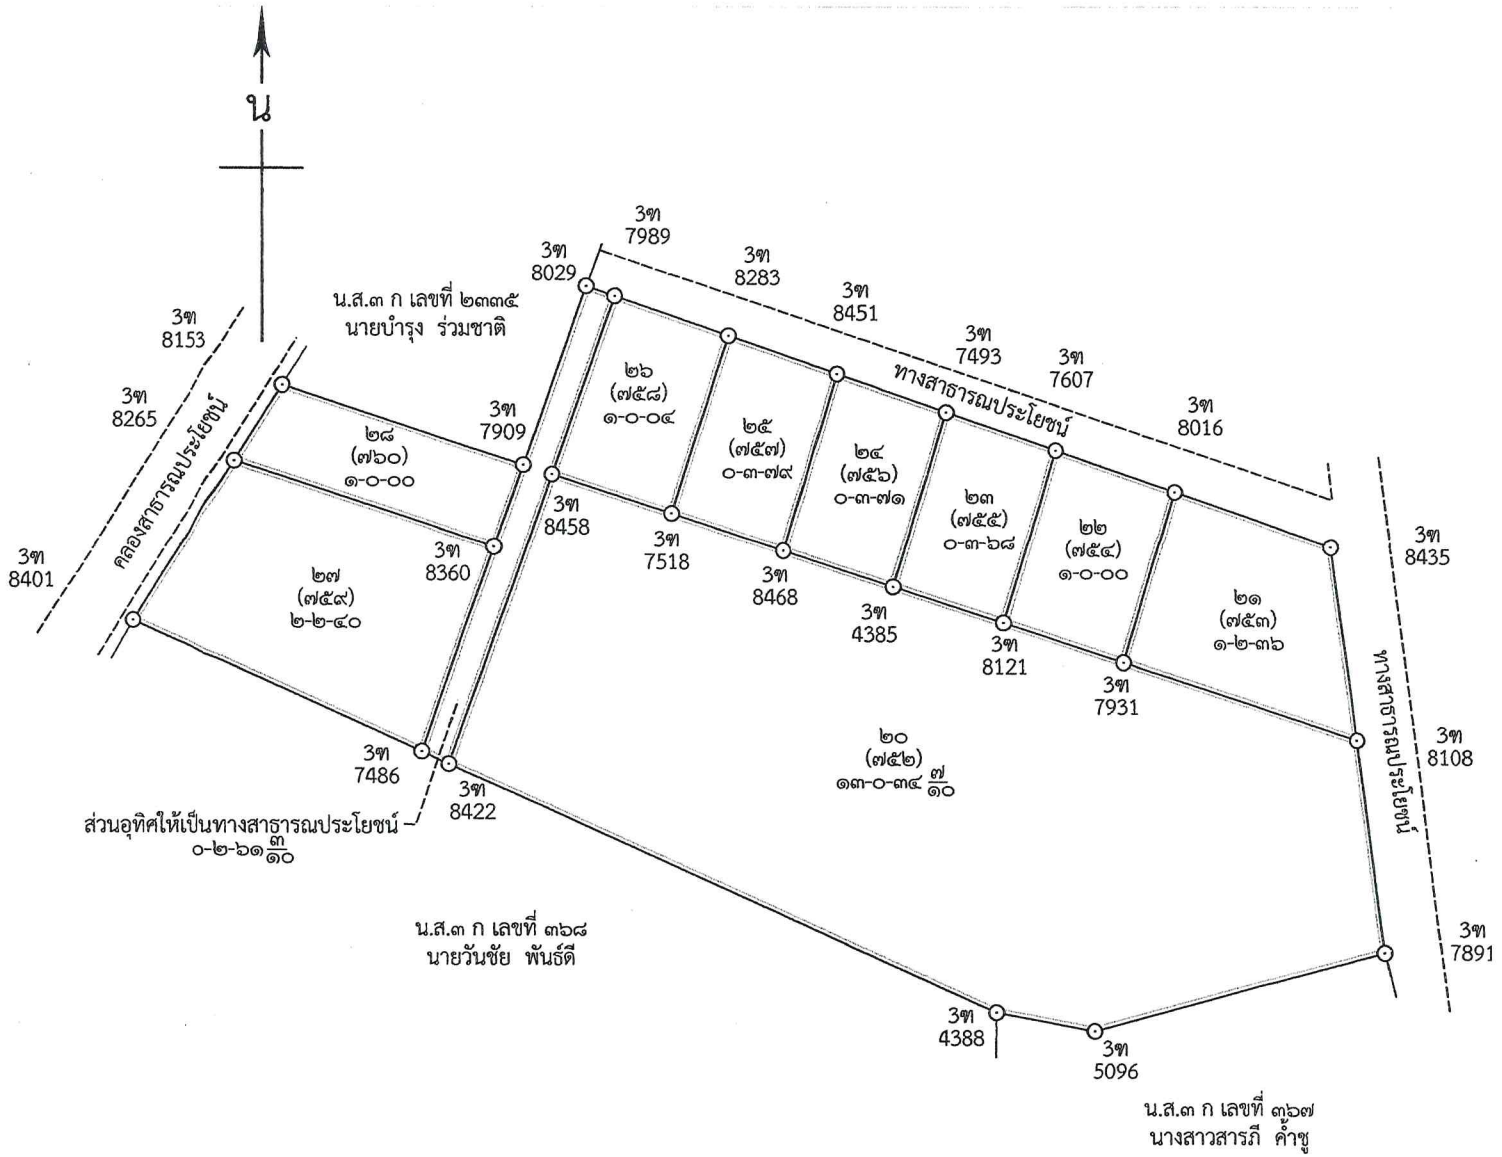 น
3ฑ
7989
3ฑ
8029
3ฑ
8283
3ฑ
8451
น.ส.๓ ก เลขที่ ๒๓๓๕
นายบำรุง ร่วมชาติ
3ฑ
8153
3ฑ
7493
3ฑ
7607
ทางสาธารณประโยชน์
3ฑ
8016
3ฑ
8265
คลองสาธารณประโยชน์
3ฑ
8401
3ฑ
7909
๒๘
(๗๖๐)
๑-๐-๐๐
๒๖
(๗๕๘)
๑-๐-๐๔
๒๕
(๗๕๗)
๐-๓-๗๙
๒๔
(๗๕๖)
๐-๓-๗๑
๒๓
(๗๕๕)
๐-๓-๖๘
๒๒
(๗๕๔)
๑-๐-๐๐
๒๑
(๗๕๓)
๑-๒-๓๖
3ฑ
8435
3ฑ
8458
3ฑ
8360
3ฑ
7518
3ฑ
8468
3ฑ
4385
3ฑ
8121
3ฑ
7931
๒๗
(๗๕๙)
๒-๒-๔๐
ทางสาธารณประโยชน์
3ฑ
8108
๒๐
(๗๕๒)
๑๓-๐-๓๔ ๗/๑๐
3ฑ
7486
3ฑ
8422
ส่วนอุทิศให้เป็นทางสาธารณประโยชน์
๐-๒-๖๑ ๓/๑๐
น.ส.๓ ก เลขที่ ๓๖๘
นายวันชัย พันธ์ดี
3ฑ
7891
3ฑ
4388
3ฑ
5096
น.ส.๓ ก เลขที่ ๓๖๗
นางสาวสารภี ค้ำชู